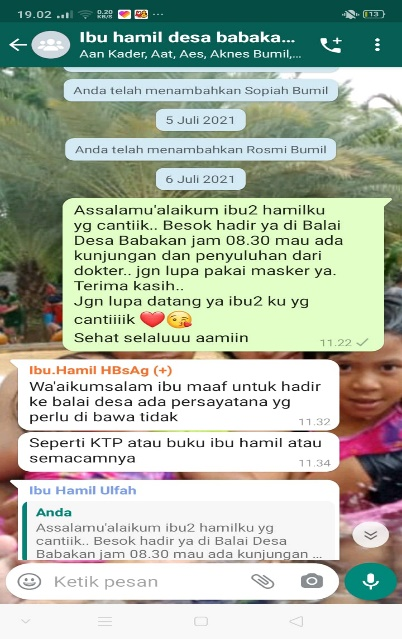 19.02
0.20
KB/S
13
Ibu hamil desa babaka...
Aan Kader, Aat, Aes, Aknes Bumil,...
Anda telah menambahkan Sopiah Bumil
5 Juli 2021
Anda telah menambahkan Rosmi Bumil
6 Juli 2021
Assalamu'alaikum ibu2 hamilku
yg cantiik.. Besok hadir ya di Balai
Desa Babakan jam 08.30 mau ada
kunjungan dan penyuluhan dari
dokter.. jgn lupa pakai masker ya.
Terima kasih..
Jgn lupa datang ya ibu2 ku yg
cantiiiik ❤️😘
Sehat selaluuu aamiin
11.22
Ibu.Hamil HBsAg (+)
Wa'aikumsalam ibu maaf untuk hadir
ke balai desa ada persayatana yg
perlu di bawa tidak
11.32
Seperti KTP atau buku ibu hamil atau
semacamnya
11.34
Ibu Hamil Ulfah
Anda
Assalamu'alaikum ibu2 hamilku yg
cantiik.. Besok hadir ya di Balai Desa
Babakan jam 08.30 mau ada kunjungan ...
Ketik pesan